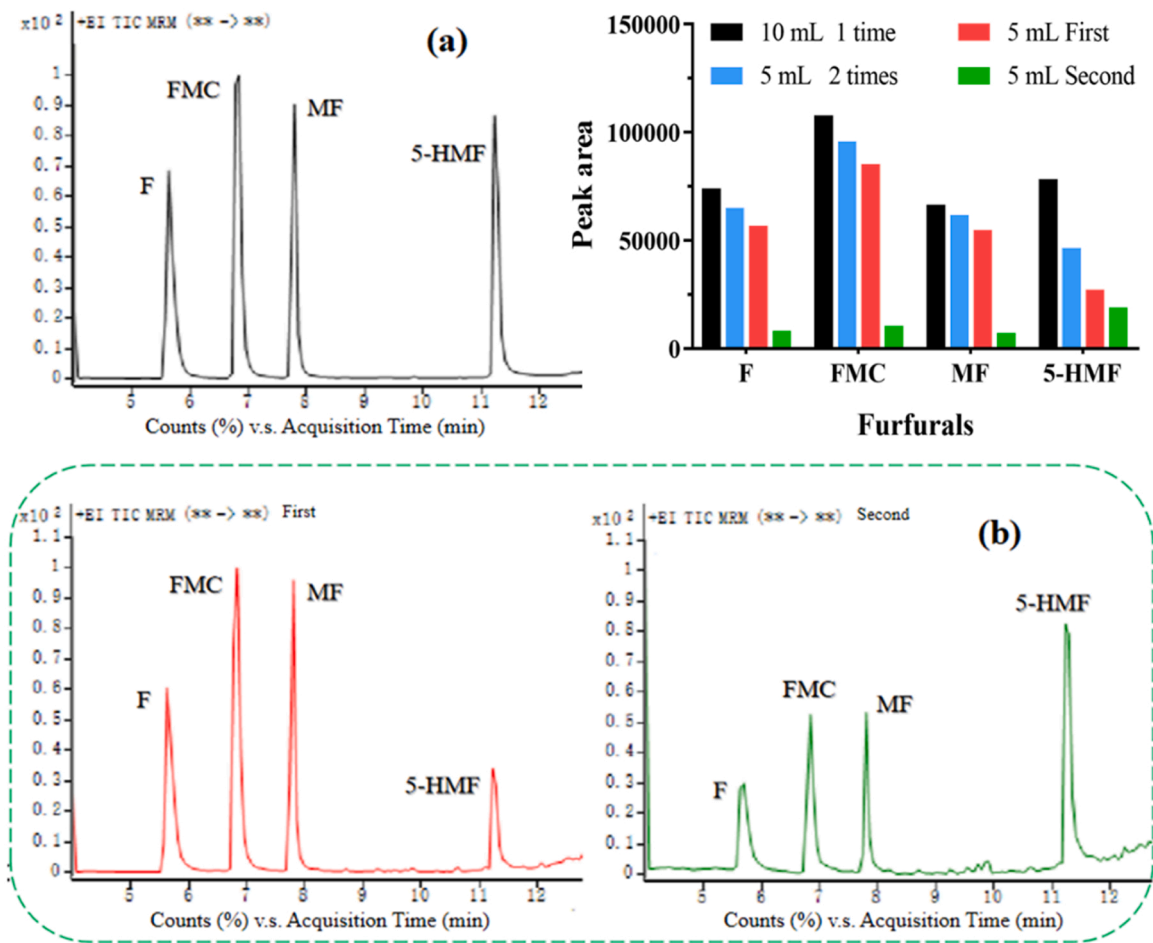 +EI TIC MRM (** -> **)
x10 2
(a)
1
0.9
0.8
0.7
0.6
0.5
0.4
0.3
0.2
0.1
0
F
FMC
MF
5-HMF
5 6 7 8 9 10 11 12
Counts (%) v.s. Acquisition Time (min)
10 mL 1 time
5 mL First
5 mL 2 times
5 mL Second
Peak area
150000
100000
50000
0
F FMC MF 5-HMF
Furfurals
+EI TIC MRM (** -> **) First
x10 2
1.1
1
0.9
0.8
0.7
0.6
0.5
0.4
0.3
0.2
0.1
0
F
FMC
MF
5-HMF
5 6 7 8 9 10 11 12
Counts (%) v.s. Acquisition Time (min)
+EI TIC MRM (** -> **) Second
x10 2
(b)
1.1
1
0.9
0.8
0.7
0.6
0.5
0.4
0.3
0.2
0.1
0
F
FMC
MF
5-HMF
5 6 7 8 9 10 11 12
Counts (%) v.s. Acquisition Time (min)